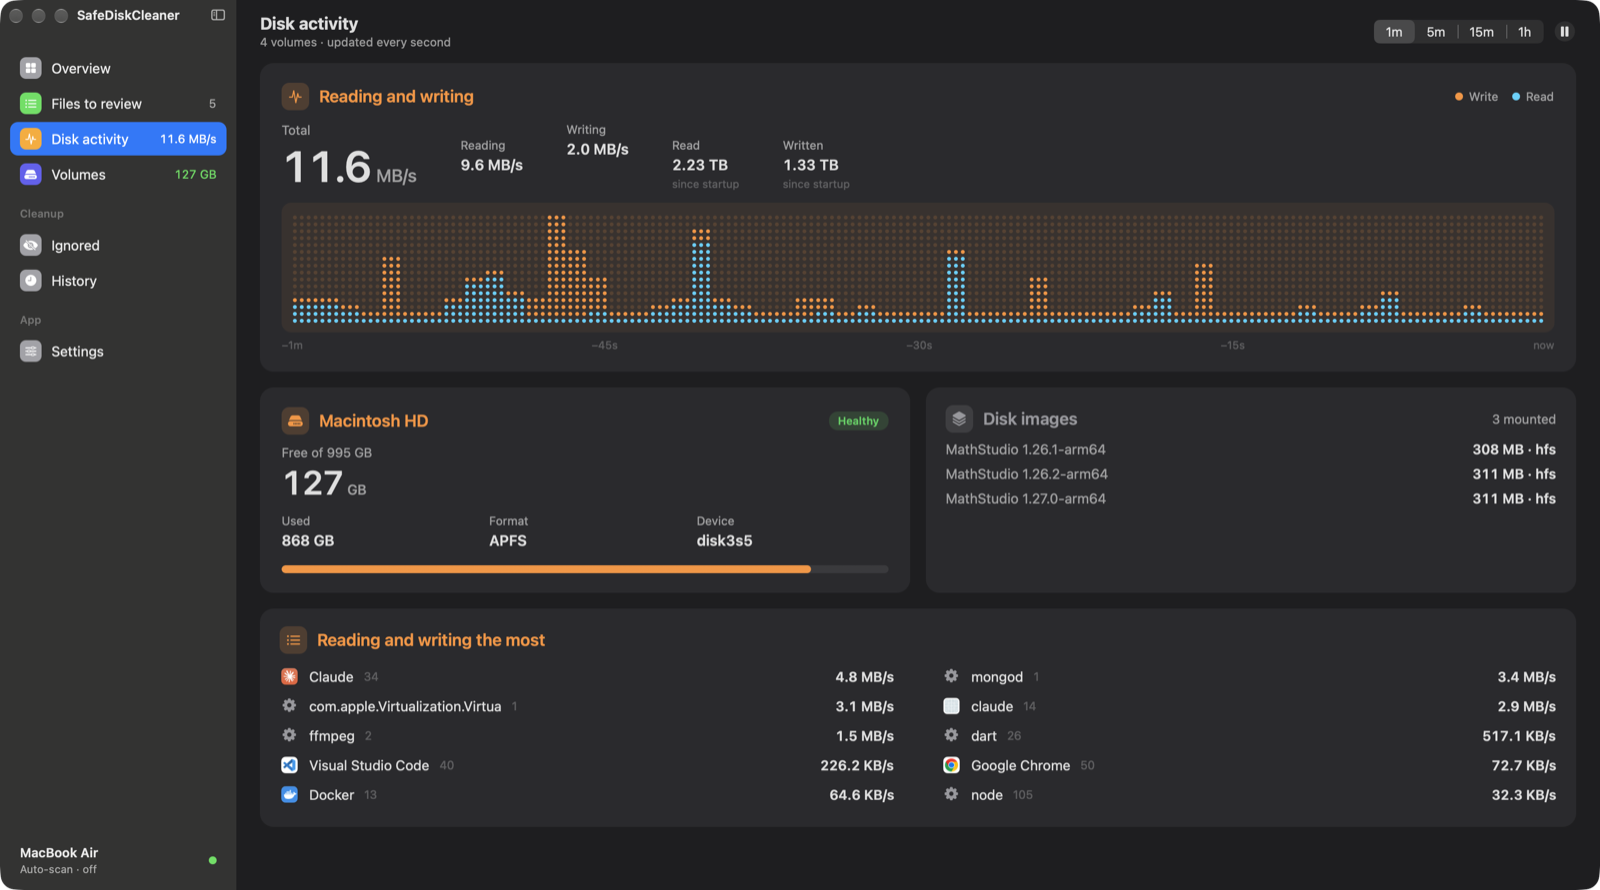 SafeDiskCleaner
Overview
Files to review 5
Disk activity 11.6 MB/s
Volumes 127 GB
Cleanup
Ignored
History
App
Settings
MacBook Air
Auto-scan · off
Disk activity
4 volumes · updated every second
1m 5m 15m 1h
Reading and writing
Write Read
Total
11.6 MB/s
Reading
9.6 MB/s
Writing
2.0 MB/s
Read
2.23 TB
since startup
Written
1.33 TB
since startup
−1m −45s −30s −15s now
Macintosh HD
Healthy
Free of 995 GB
127 GB
Used
868 GB
Format
APFS
Device
disk3s5
Disk images
3 mounted
MathStudio 1.26.1-arm64 308 MB · hfs
MathStudio 1.26.2-arm64 311 MB · hfs
MathStudio 1.27.0-arm64 311 MB · hfs
Reading and writing the most
Claude 34 4.8 MB/s
mongod 1 3.4 MB/s
com.apple.Virtualization.Virtua 1 3.1 MB/s
claude 14 2.9 MB/s
ffmpeg 2 1.5 MB/s
dart 26 517.1 KB/s
Visual Studio Code 40 226.2 KB/s
Google Chrome 50 72.7 KB/s
Docker 13 64.6 KB/s
node 105 32.3 KB/s